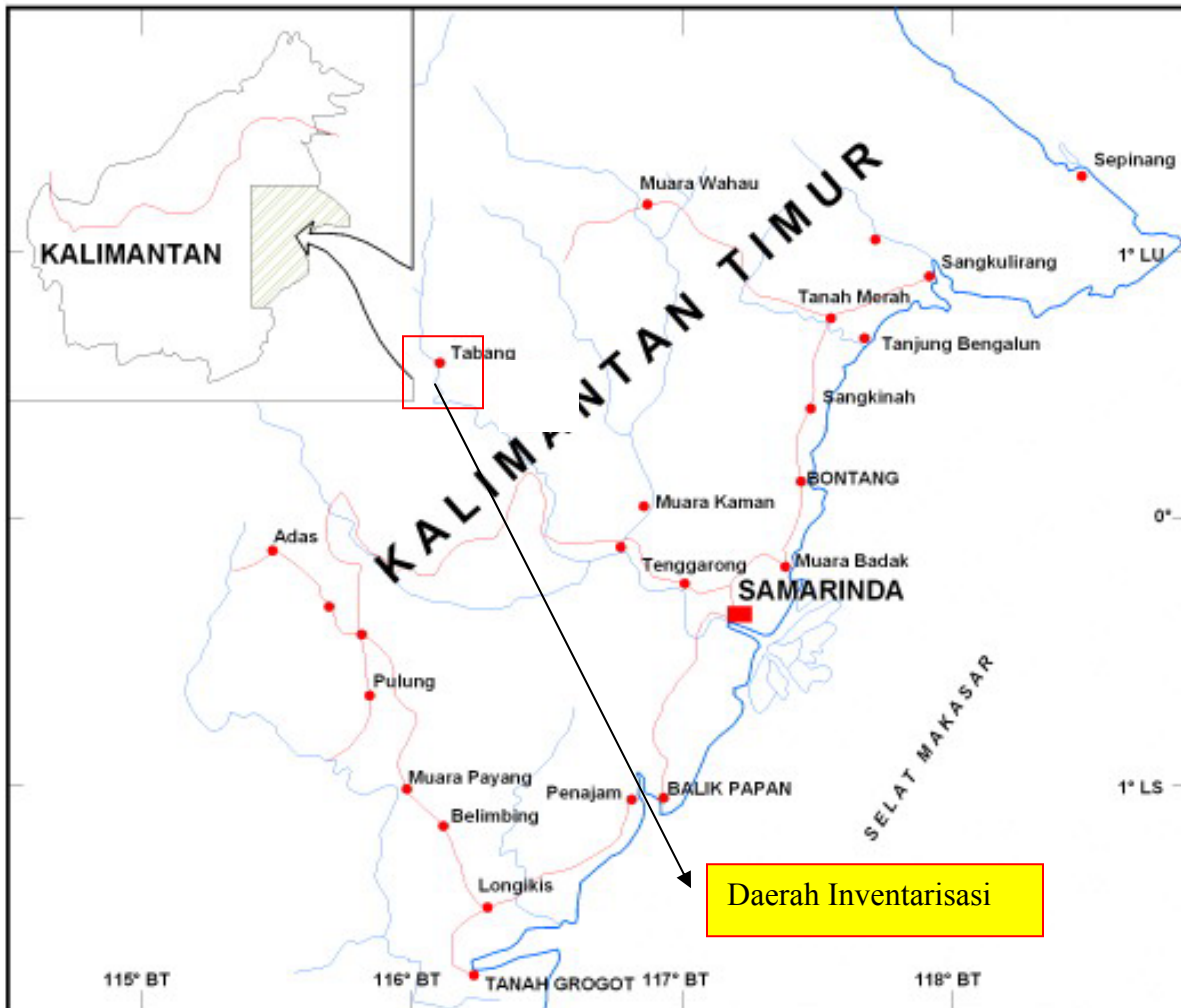 Sepinang
Muara Wahau
KALIMANTAN
1° LU
Sangkulirang
Tanah Merah
Tanjung Bengalun
Tabang
KALIMANTAN TIMUR
Sangkinah
BONTANG
Muara Kaman
0°
Adas
Tenggarong
Muara Badak
SAMARINDA
Pulung
SELAT MAKASAR
Muara Payang
Penajam
BALIK PAPAN
1° LS
Belimbing
Daerah Inventarisasi
Longikis
115° BT
116° BT
TANAH GROGOT
117° BT
118° BT